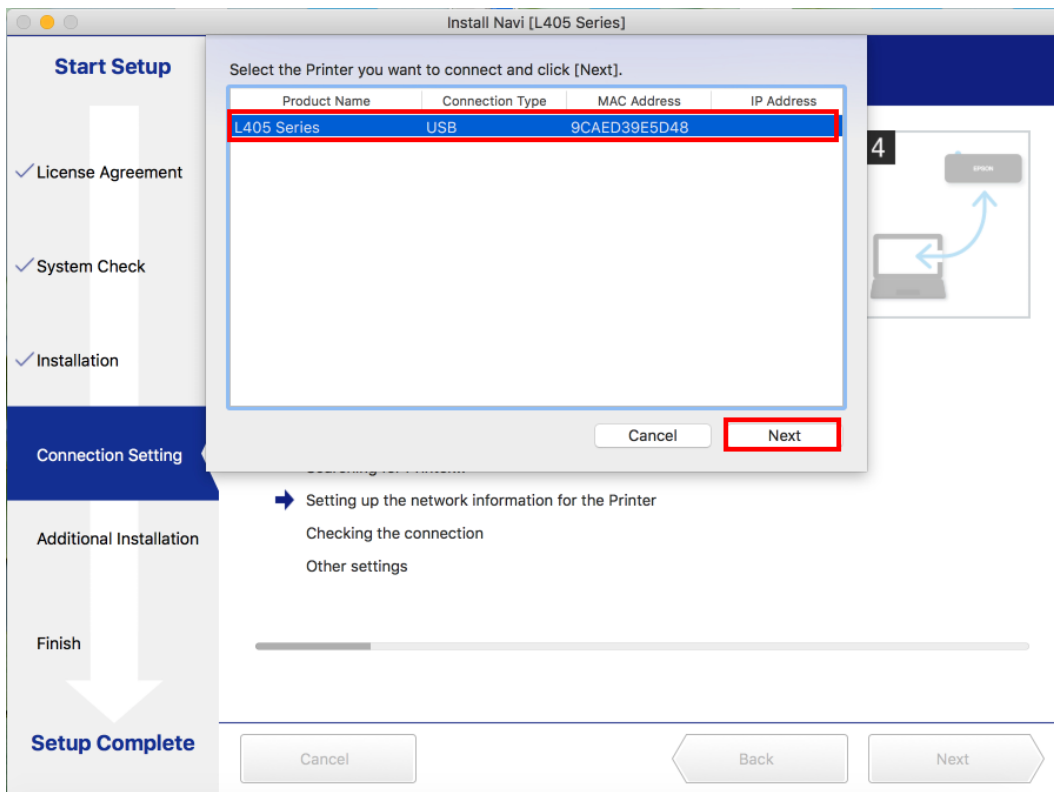 Install Navi [L405 Series]
Start Setup
License Agreement
System Check
Installation
Connection Setting
Additional Installation
Finish
Setup Complete
Select the Printer you want to connect and click [Next].
Product Name Connection Type MAC Address IP Address
L405 Series USB 9CAED39E5D48
Cancel Next
4
EPSON
Setting up the network information for the Printer
Checking the connection
Other settings
Cancel Back Next